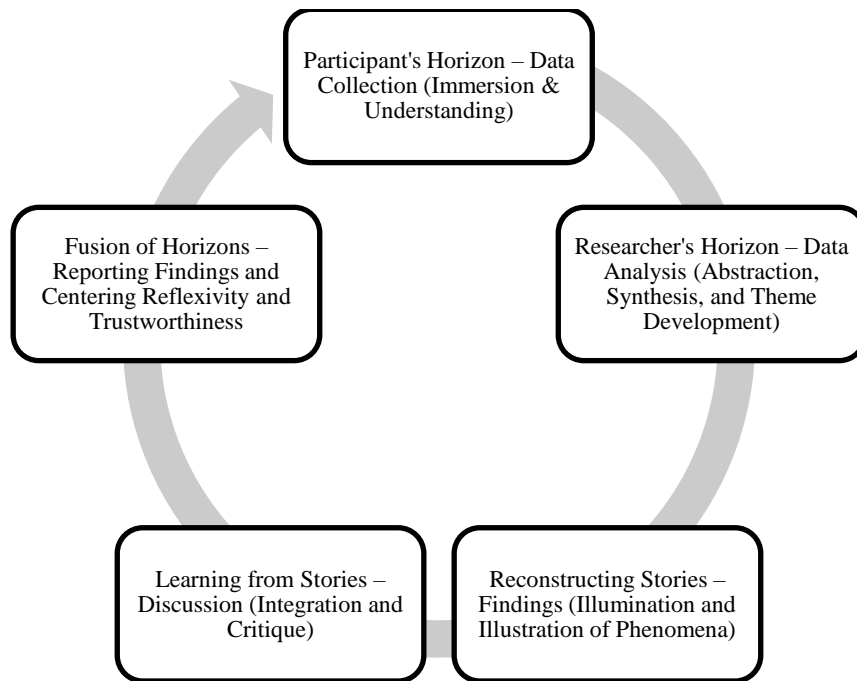 Participant's Horizon – Data
Collection (Immersion &
Understanding)
Researcher's Horizon – Data
Analysis (Abstraction,
Synthesis, and Theme
Development)
Reconstructing Stories –
Findings (Illumination and
Illustration of Phenomena)
Learning from Stories –
Discussion (Integration and
Critique)
Fusion of Horizons –
Reporting Findings and
Centering Reflexivity and
Trustworthiness